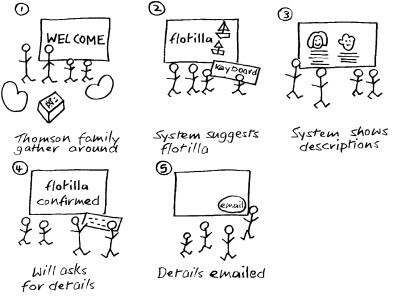 1
WELCOME
Thomson family
gather around
2
flotilla
Keyboard
System suggests
flotilla
3
System shows
descriptions
4
flotilla
confirmed
Will asks
for details
5
email
Details emailed